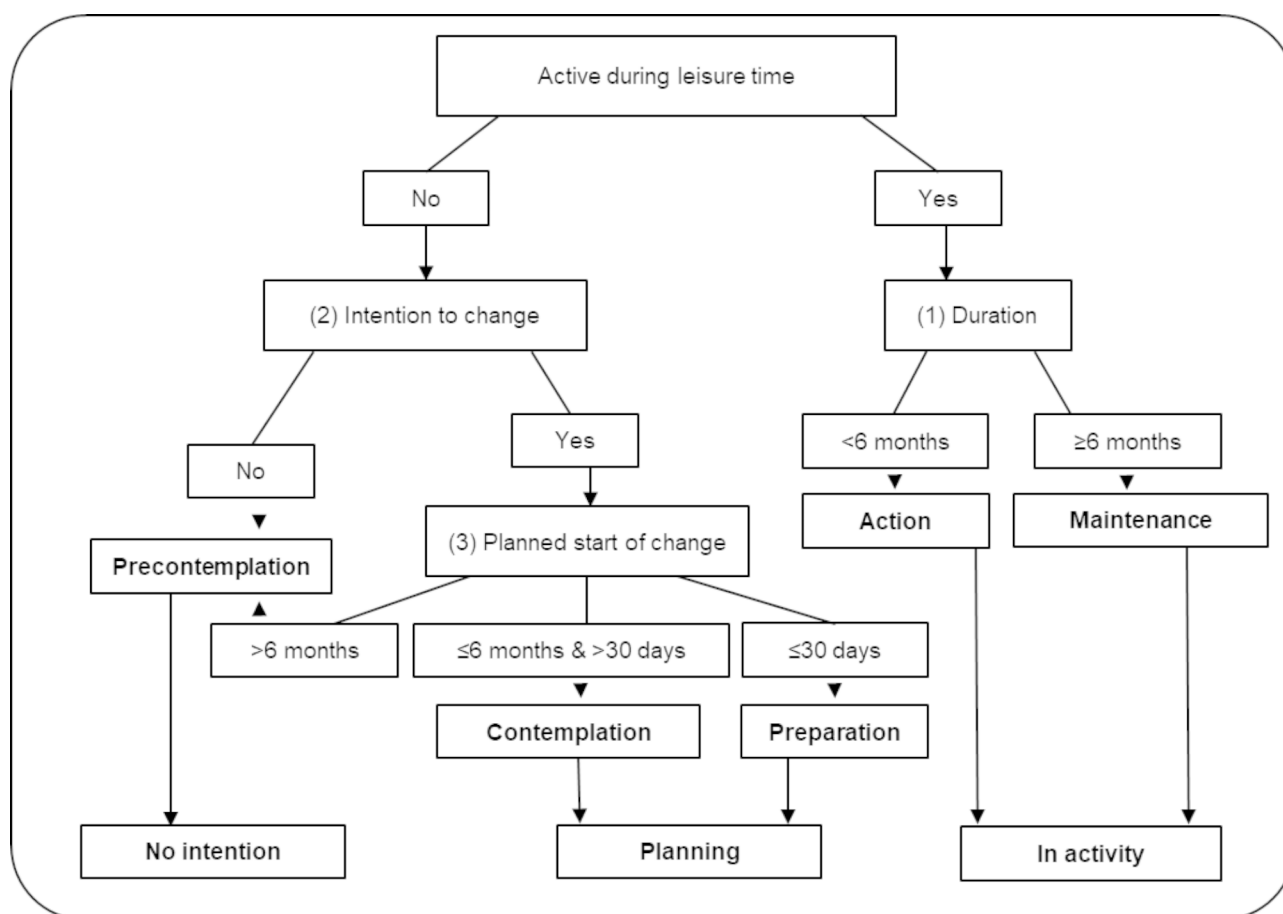 Active during leisure time
No
Yes
(2) Intention to change
(1) Duration
No
Yes
<6 months
≥6 months
Action
Maintenance
(3) Planned start of change
Precontemplation
>6 months
≤6 months & >30 days
≤30 days
Contemplation
Preparation
No intention
Planning
In activity